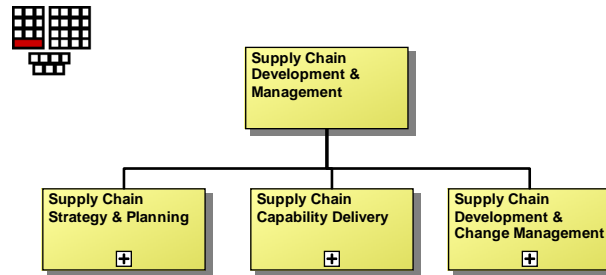 Supply Chain
Development &
Management
Supply Chain
Strategy & Planning
Supply Chain
Capability Delivery
Supply Chain
Development &
Change Management